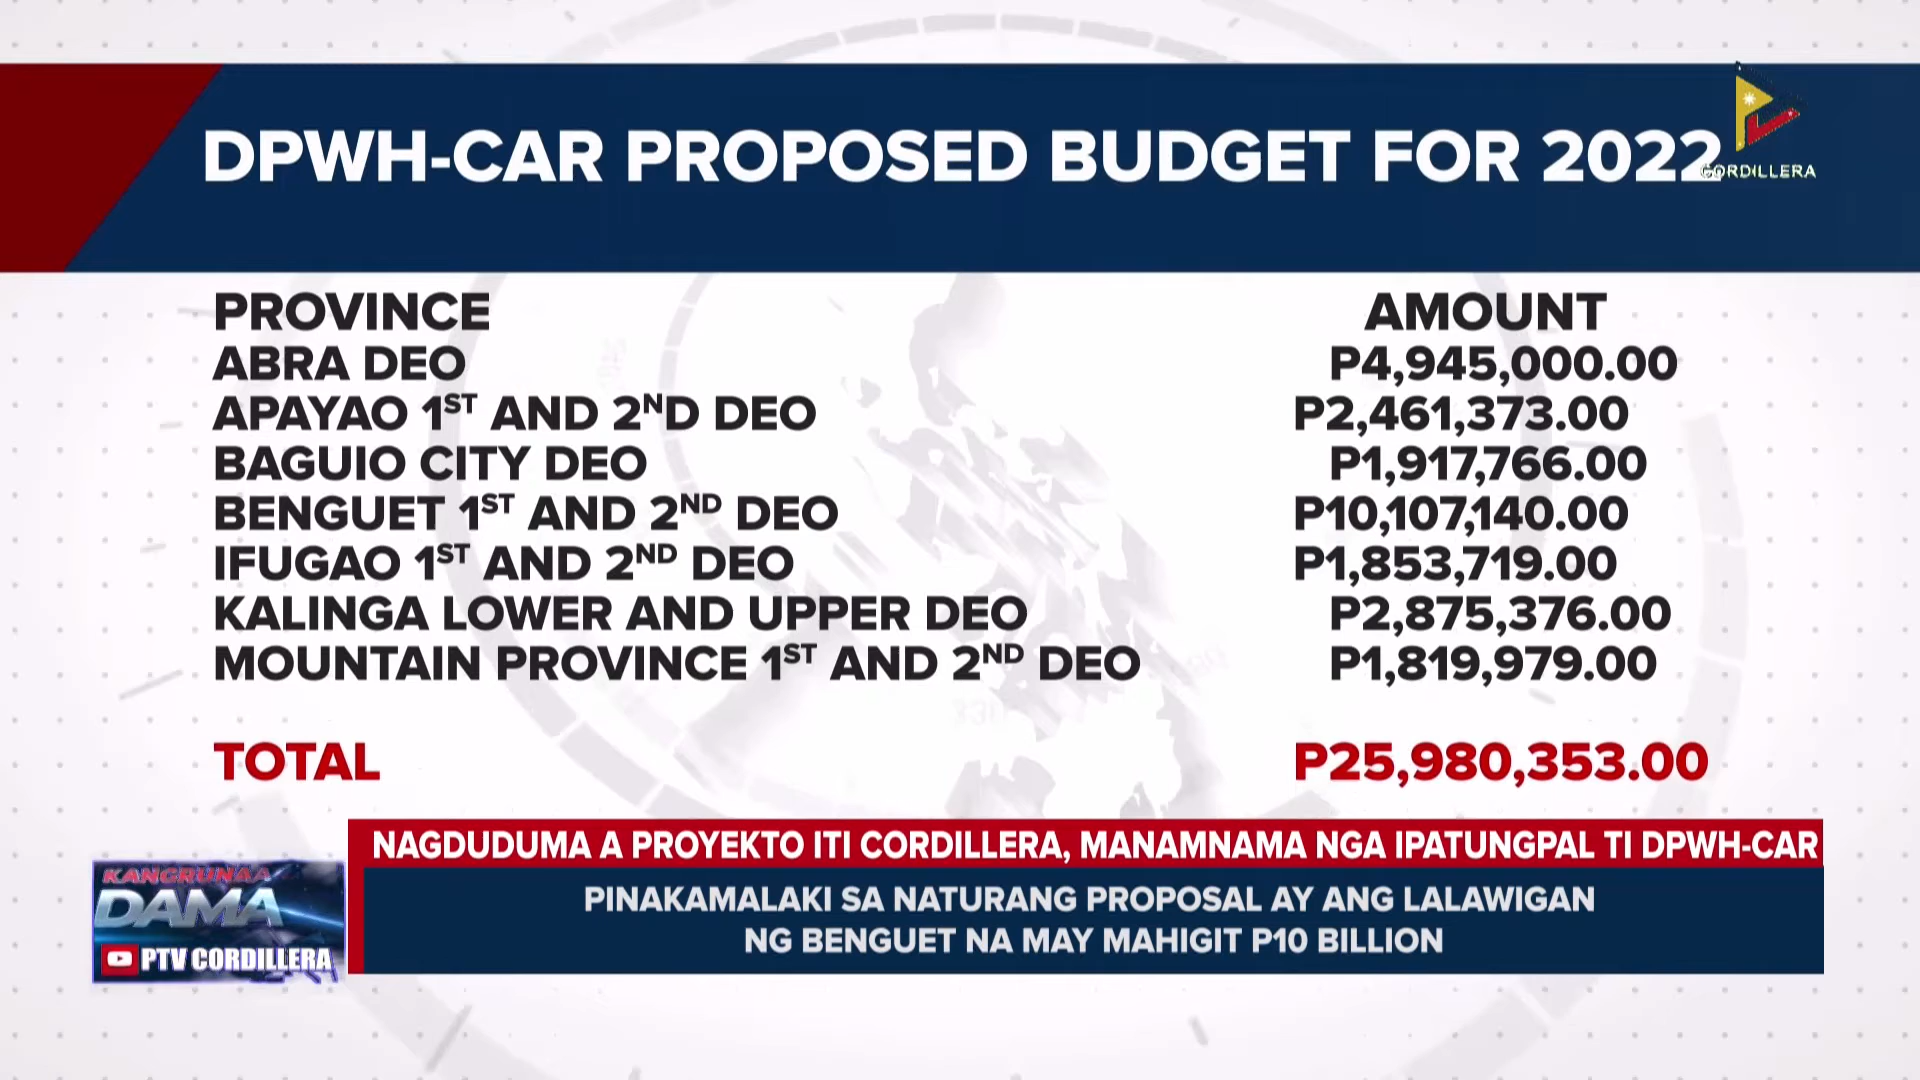 DPWH-CAR PROPOSED BUDGET FOR 2022
CORDILLERA
PROVINCE AMOUNT
ABRA DEO P4,945,000.00
APAYAO 1ST AND 2ND DEO P2,461,373.00
BAGUIO CITY DEO P1,917,766.00
BENGUET 1ST AND 2ND DEO P10,107,140.00
IFUGAO 1ST AND 2ND DEO P1,853,719.00
KALINGA LOWER AND UPPER DEO P2,875,376.00
MOUNTAIN PROVINCE 1ST AND 2ND DEO P1,819,979.00
TOTAL P25,980,353.00
NAGDUDUMA A PROYEKTO ITI CORDILLERA, MANAMNAMA NGA IPATUNGPAL TI DPWH-CAR
KANGRUNAAN
DAMA
PTV CORDILLERA
PINAKAMALAKI SA NATURANG PROPOSAL AY ANG LALAWIGAN
NG BENGUET NA MAY MAHIGIT P10 BILLION